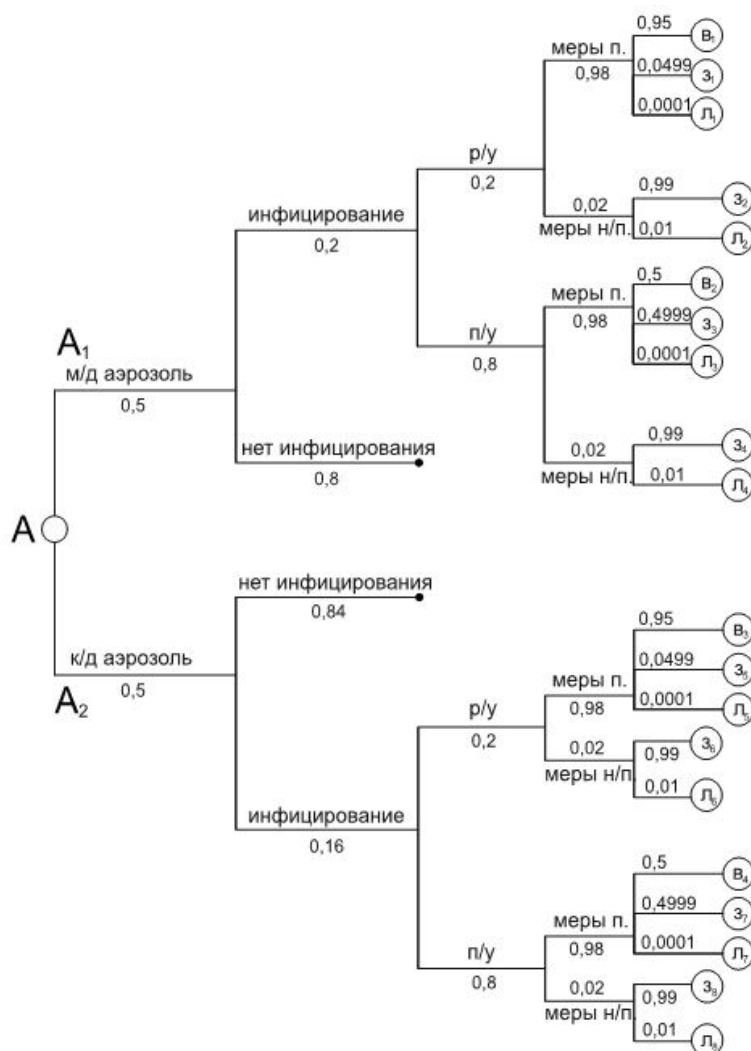 0,95
В₁
меры п.
0,98
0,0499
З₁
0,0001
Л₁
р/у
0,2
0,99
З₂
0,02
меры н/п.
0,01
Л₂
инфицирование
0,2
0,5
В₂
меры п.
0,98
0,4999
З₃
0,0001
Л₃
п/у
0,8
A₁
м/д аэрозоль
0,5
0,99
З₄
нет инфицирования
0,8
0,02
меры н/п.
0,01
Л₄
A
нет инфицирования
0,84
0,95
В₃
к/д аэрозоль
0,5
A₂
меры п.
0,98
0,0499
З₅
0,0001
Л₅
р/у
0,2
0,02
меры н/п.
0,99
З₆
0,01
Л₆
инфицирование
0,16
0,5
В₄
меры п.
0,98
0,4999
З₇
0,0001
Л₇
п/у
0,8
0,02
меры н/п.
0,99
З₈
0,01
Л₈